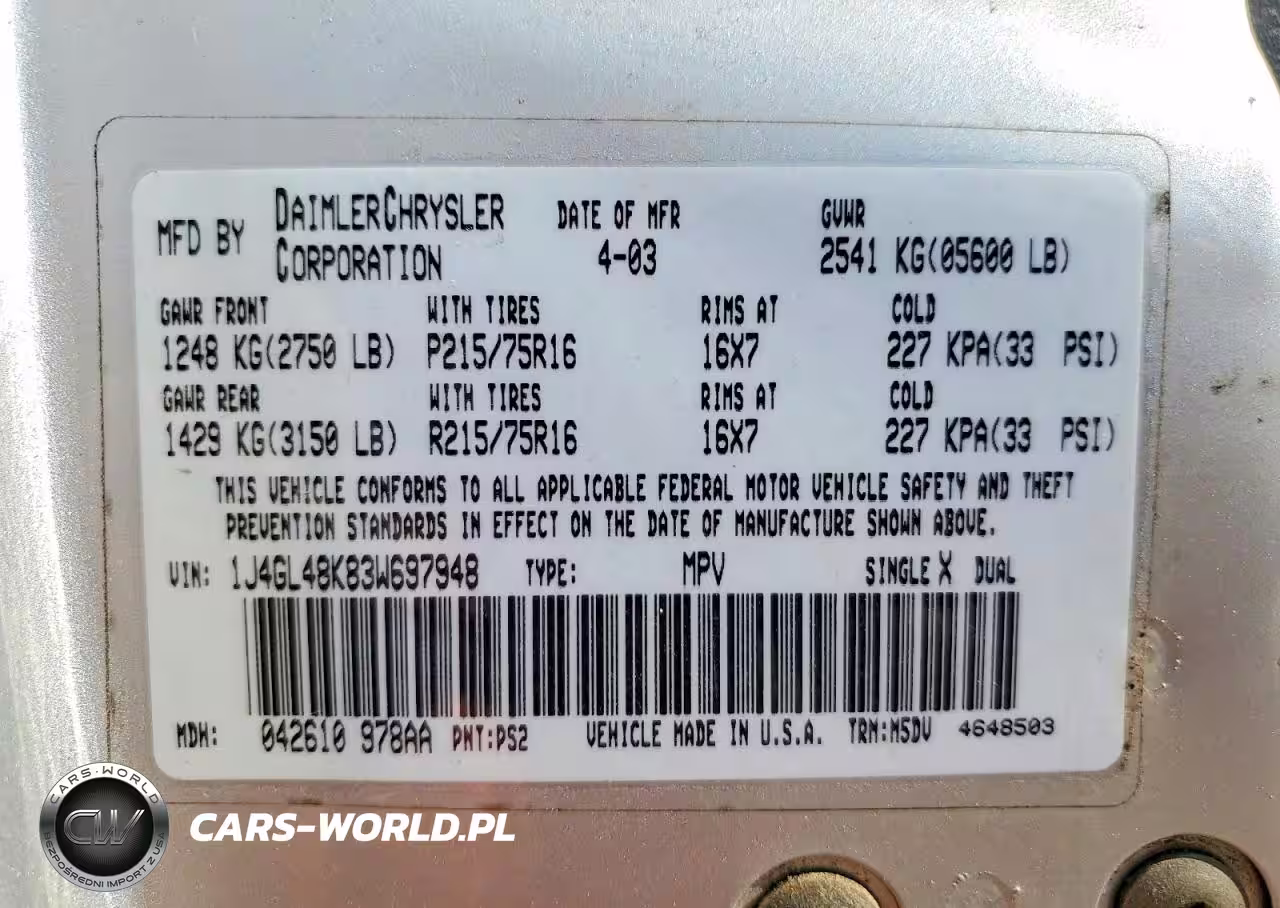 MFD BY DAIMLERCHRYSLER CORPORATION DATE OF MFR 4-03 GVWR 2541 KG(05600 LB)
GAWR FRONT WITH TIRES RIMS AT COLD
1248 KG(2750 LB) P215/75R16 16X7 227 KPA(33 PSI)
GAWR REAR WITH TIRES RIMS AT COLD
1429 KG(3150 LB) R215/75R16 16X7 227 KPA(33 PSI)
THIS VEHICLE CONFORMS TO ALL APPLICABLE FEDERAL MOTOR VEHICLE SAFETY AND THEFT
PREVENTION STANDARDS IN EFFECT ON THE DATE OF MANUFACTURE SHOWN ABOVE.
VIN: 1J4GL48K83W697948 TYPE: MPV SINGLE X DUAL
MDH: 042610 978AA PNT:PS2 VEHICLE MADE IN U.S.A. TRM:M5DV 4648503
CARS-WORLD
CW
BEZPOŚREDNI IMPORT Z USA
CARS-WORLD.PL